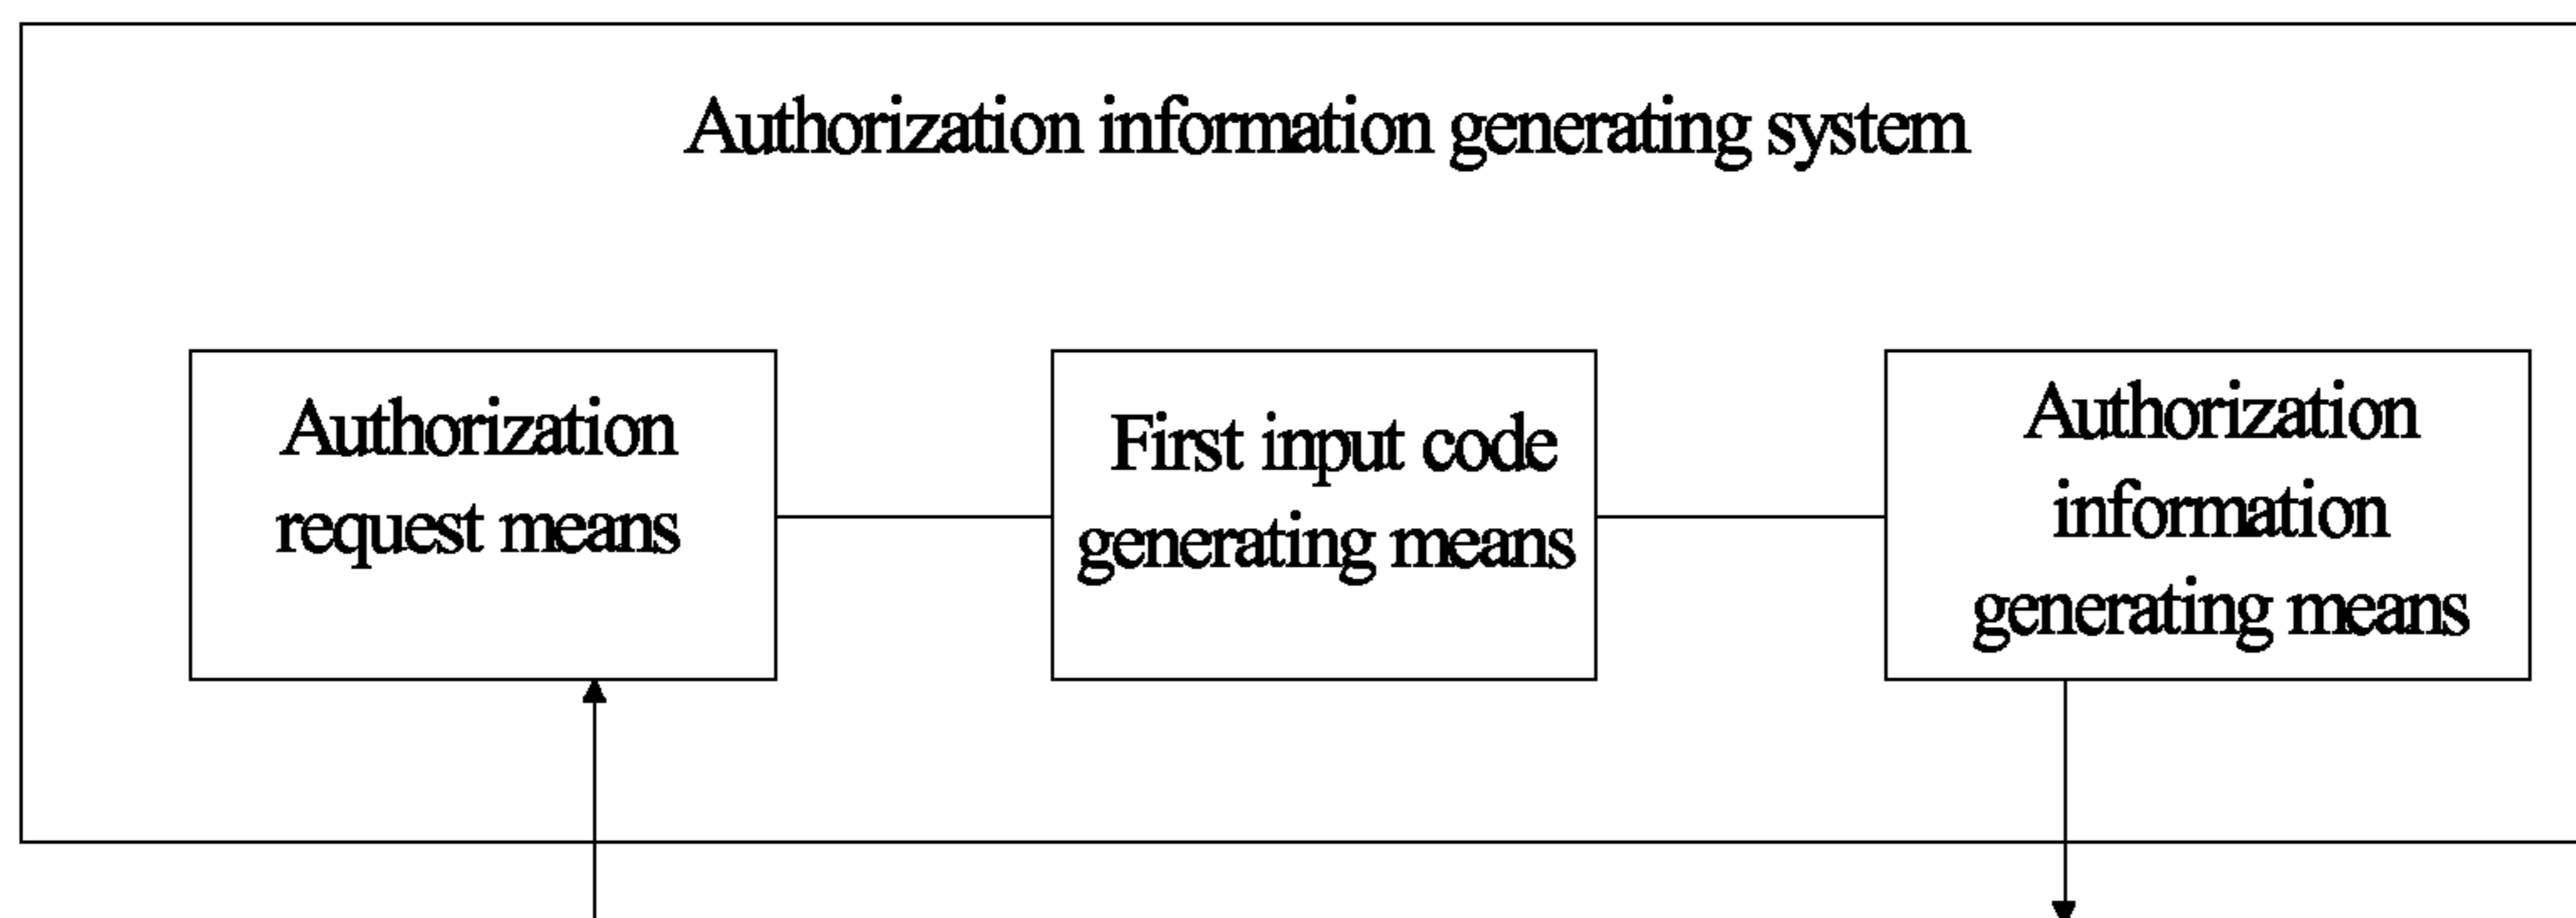 Authorization information generating system
Authorization
request means
First input code
generating means
Authorization
information
generating means